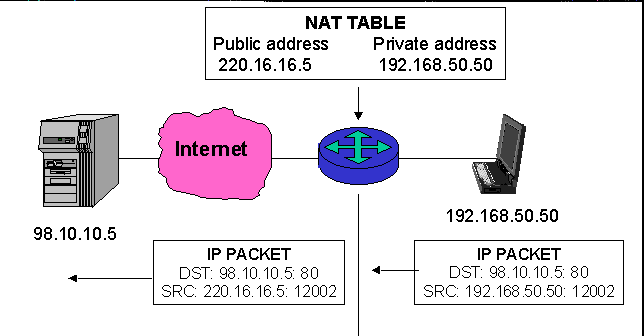 NAT TABLE
Public address Private address
220.16.16.5 192.168.50.50
Internet
98.10.10.5
192.168.50.50
IP PACKET
DST: 98.10.10.5: 80
SRC: 220.16.16.5: 12002
IP PACKET
DST: 98.10.10.5: 80
SRC: 192.168.50.50: 12002